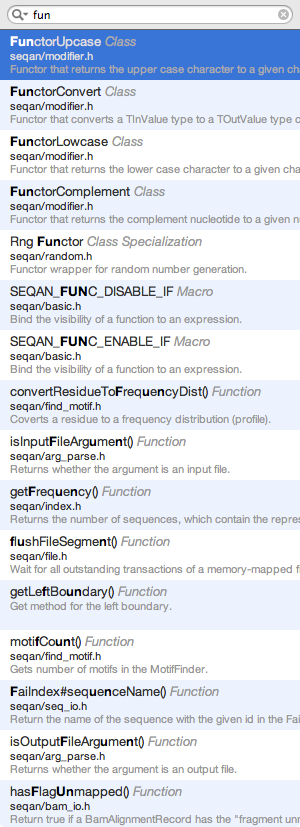 fun
FunctorUpcase Class
seqan/modifier.h
Functor that returns the upper case character to a given ch
FunctorConvert Class
seqan/modifier.h
Functor that converts a TInValue type to a TOutValue type c
FunctorLowcase Class
seqan/modifier.h
Functor that returns the lower case character to a given char
FunctorComplement Class
seqan/modifier.h
Functor that returns the complement nucleotide to a given n
Rng Functor Class Specialization
seqan/random.h
Functor wrapper for random number generation.
SEQAN_FUNC_DISABLE_IF Macro
seqan/basic.h
Bind the visibility of a function to an expression.
SEQAN_FUNC_ENABLE_IF Macro
seqan/basic.h
Bind the visibility of a function to an expression.
convertResidueToFrequencyDist() Function
seqan/find_motif.h
Coverts a residue to a frequency distribution (profile).
isInputFileArgument() Function
seqan/arg_parse.h
Returns whether the argument is an input file.
getFrequency() Function
seqan/index.h
Returns the number of sequences, which contain the repres
flushFileSegment() Function
seqan/file.h
Wait for all outstanding transactions of a memory-mapped f
getLeftBoundary() Function
Get method for the left boundary.
motifCount() Function
seqan/find_motif.h
Gets number of motifs in the MotifFinder.
FaiIndex#sequenceName() Function
seqan/seq_io.h
Return the name of the sequence with the given id in the Fai
isOutputFileArgument() Function
seqan/arg_parse.h
Returns whether the argument is an output file.
hasFlagUnmapped() Function
seqan/bam_io.h
Return true if a BamAlignmentRecord has the "fragment unr